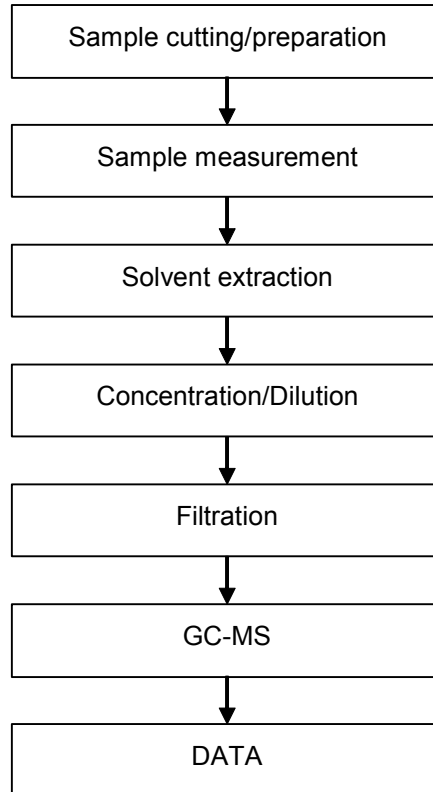 Sample cutting/preparation
Sample measurement
Solvent extraction
Concentration/Dilution
Filtration
GC-MS
DATA